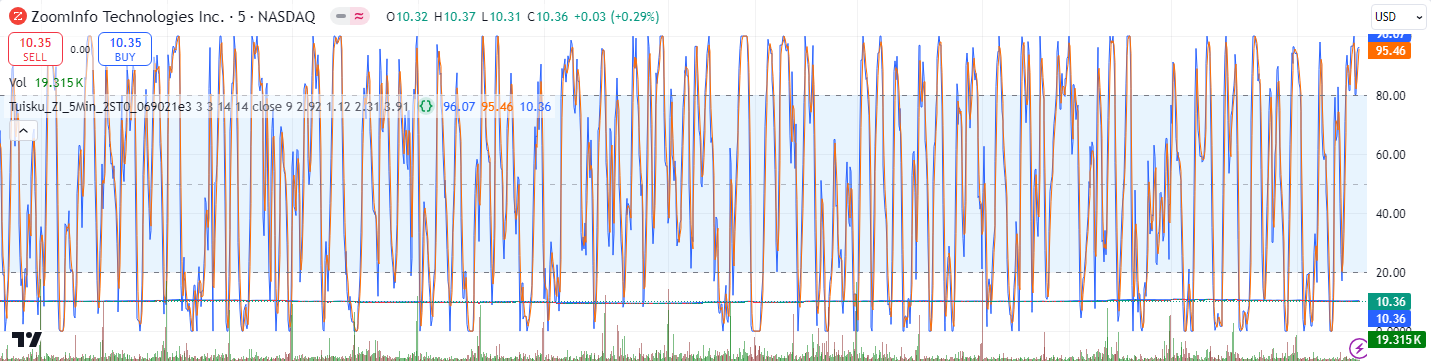 ZoomInfo Technologies Inc. · 5 · NASDAQ O10.32 H10.37 L10.31 C10.36 +0.03 (+0.29%)
USD
10.35 SELL 0.00 10.35 BUY
95.46
Vol 19.315K
80.00
Tuisku_ZI_5Min_2ST0_069021e3 3 3 14 14 close 9 2.92 1.12 2.31 3.91 96.07 95.46 10.36
60.00
40.00
20.00
10.36
10.36
19.315K